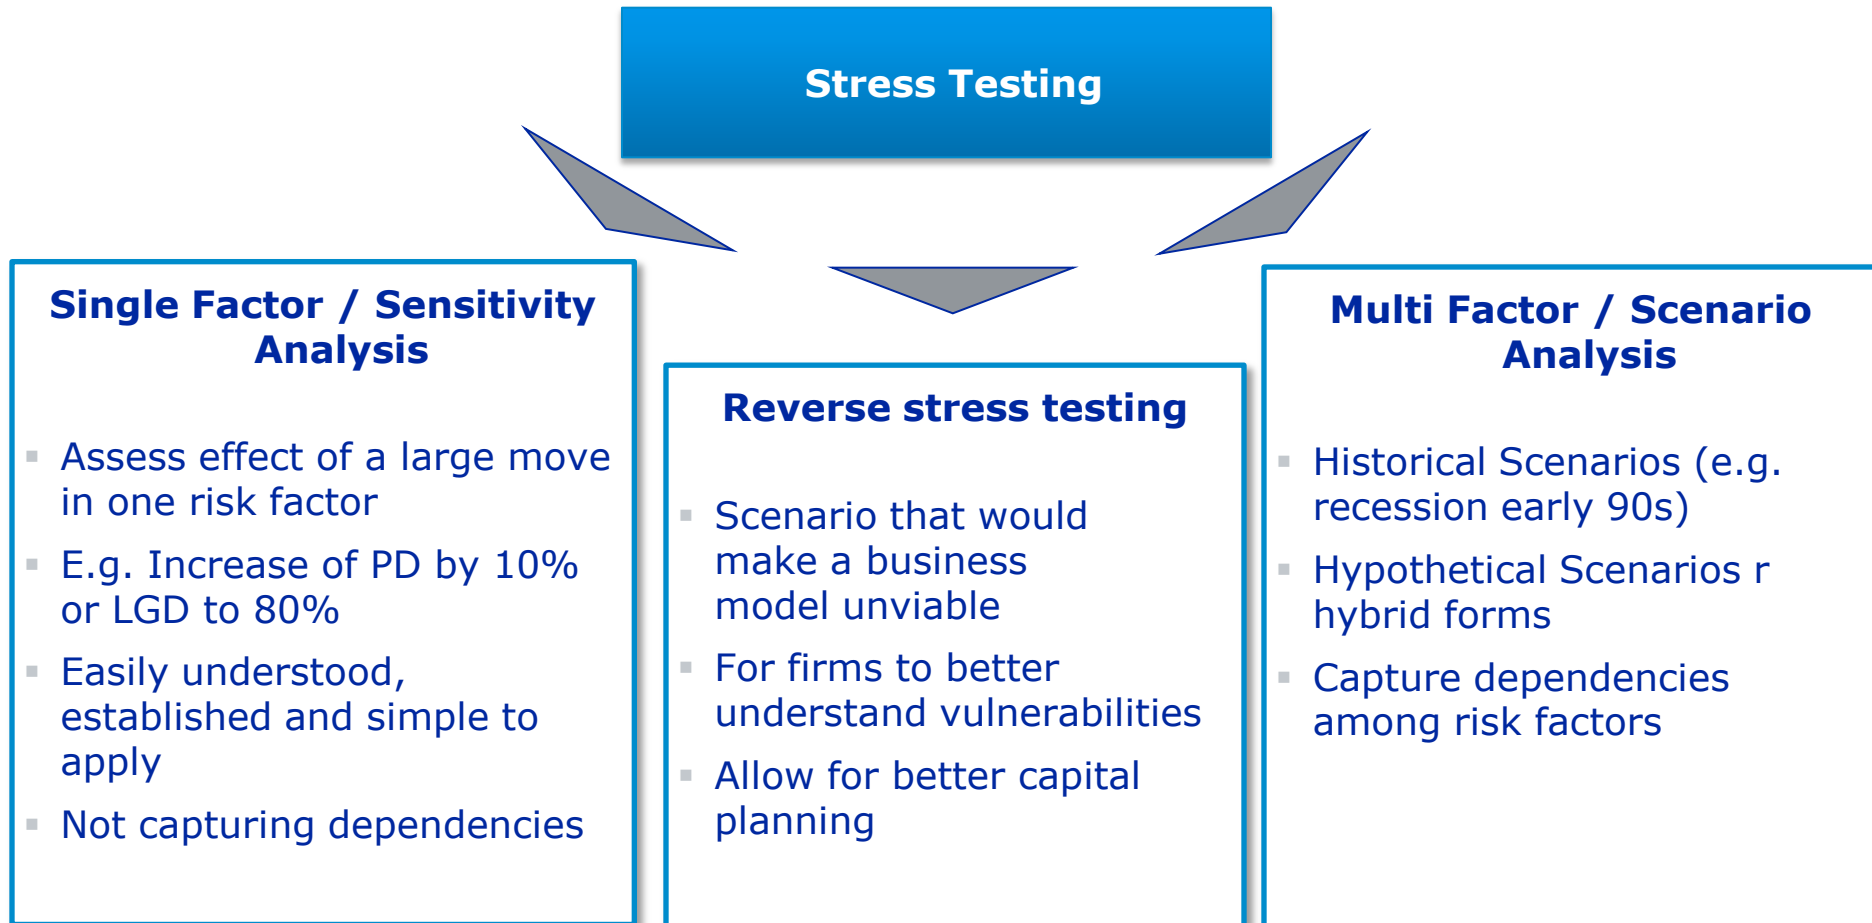 Stress Testing
Single Factor / Sensitivity
Analysis
Assess effect of a large move
in one risk factor
E.g. Increase of PD by 10%
or LGD to 80%
Easily understood,
established and simple to
apply
Not capturing dependencies
Reverse stress testing
Scenario that would
make a business
model unviable
For firms to better
understand vulnerabilities
Allow for better capital
planning
Multi Factor / Scenario
Analysis
Historical Scenarios (e.g.
recession early 90s)
Hypothetical Scenarios r
hybrid forms
Capture dependencies
among risk factors